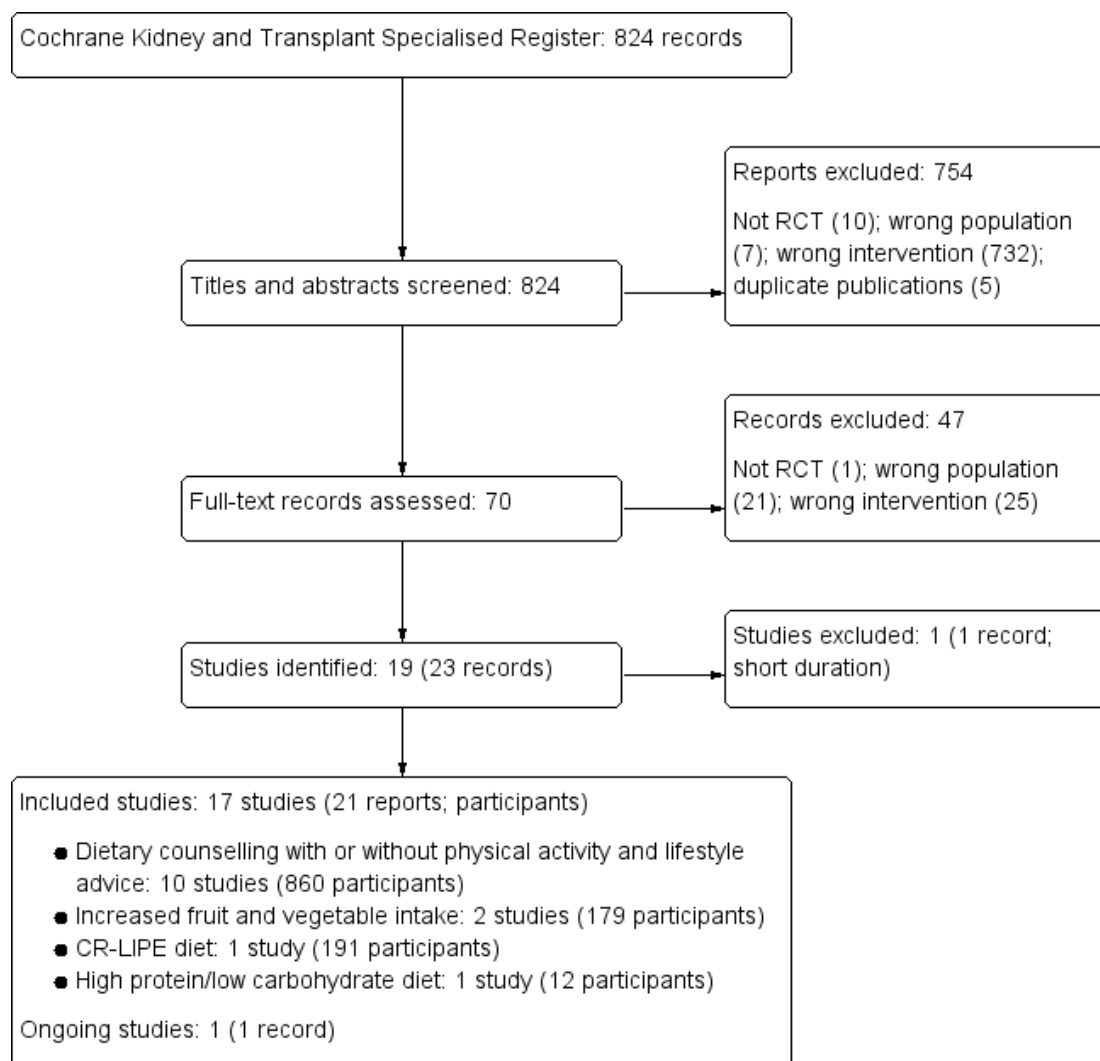 Cochrane Kidney and Transplant Specialised Register: 824 records
Reports excluded: 754
Not RCT (10); wrong population
(7); wrong intervention (732);
duplicate publications (5)
Titles and abstracts screened: 824
Records excluded: 47
Not RCT (1); wrong population
(21); wrong intervention (25)
Full-text records assessed: 70
Studies excluded: 1 (1 record;
short duration)
Studies identified: 19 (23 records)
Included studies: 17 studies (21 reports; participants)
● Dietary counselling with or without physical activity and lifestyle
advice: 10 studies (860 participants)
● Increased fruit and vegetable intake: 2 studies (179 participants)
● CR-LIPE diet: 1 study (191 participants)
● High protein/low carbohydrate diet: 1 study (12 participants)
Ongoing studies: 1 (1 record)